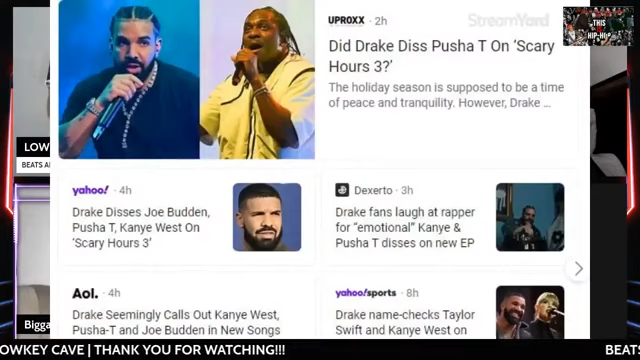 UPROXX · 2h
StreamYard
THIS
IS
HIP-HOP
Did Drake Diss Pusha T On ‘Scary
Hours 3?’
The holiday season is supposed to be a time
of peace and tranquility. However, Drake ...
LOW
BEATS A
yahoo! · 4h
Drake Disses Joe Budden,
Pusha T, Kanye West On
‘Scary Hours 3’
Dexerto · 3h
Drake fans laugh at rapper
for “emotional” Kanye &
Pusha T disses on new EP
Aol. · 4h
Drake Seemingly Calls Out Kanye West,
Pusha-T and Joe Budden in New Songs
yahoo!sports · 8h
Drake name-checks Taylor
Swift and Kanye West on
Bigga
OWKEY CAVE | THANK YOU FOR WATCHING!!!
BEATS